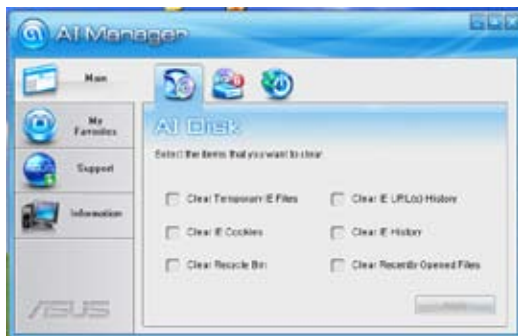 AI Manager
Main
My
Favorites
Support
Information
AI Disk
Select the items that you want to clear
Clear Temporary IE Files
Clear IE URL(s) History
Clear IE Cookies
Clear IE History
Clear Recycle Bin
Clear Recently Opened Files
ASUS